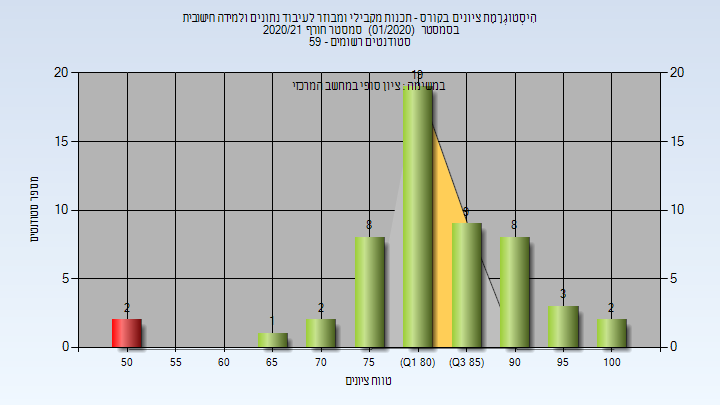 היסטוגרמת ציונים בקורס - תכנות מקבילי ומבוזר לעיבוד נתונים ולמידה חישובית
בסמסטר (01/2020) סמסטר חורף 2020/21
סטודנטים רשומים - 59
במשימה : ציון סופי במחשב המרכזי
מספר סטודנטים
20 20
15 15
10 10
5 5
0 0
2 1 2 8 19 9 8 3 2
50 55 60 65 70 75 (Q1 80) (Q3 85) 90 95 100
טווח ציונים